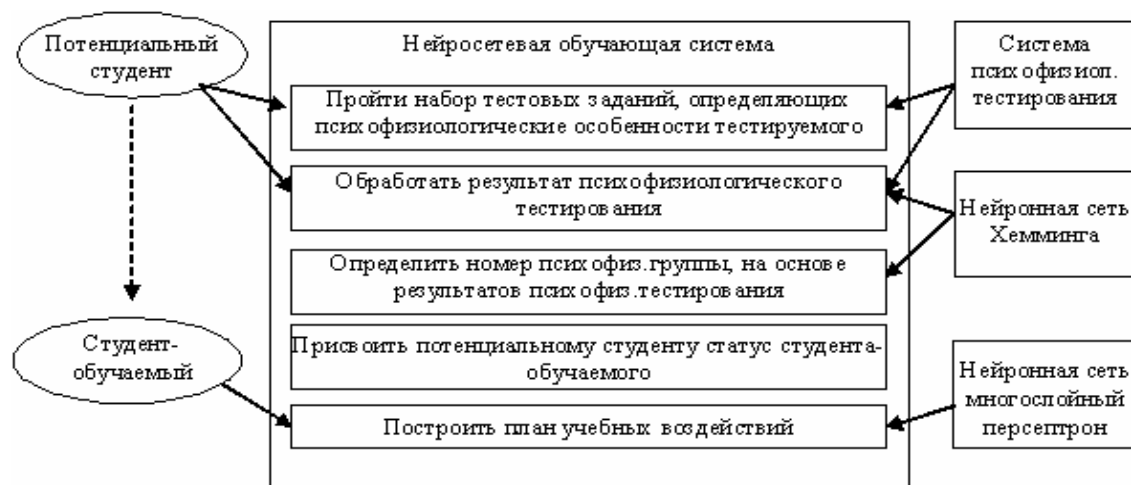 Потенциальный
студент
Нейросетевая обучающая система
Система
психофизиол.
тестирования
Пройти набор тестовых заданий, определяющих
психофизиологические особенности тестируемого
Обработать результат психофизиологического
тестирования
Нейронная сеть
Хемминга
Определить номер психофиз.группы, на основе
результатов психофиз.тестирования
Студент-
обучаемый
Присвоить потенциальному студенту статус студента-
обучаемого
Нейронная сеть
многослойный
персептрон
Построить план учебных воздействий